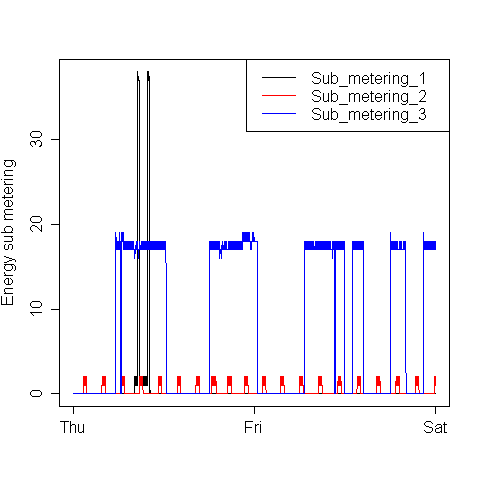 Sub_metering_1
Sub_metering_2
Sub_metering_3
Energy sub metering
30
20
10
0
Thu
Fri
Sat